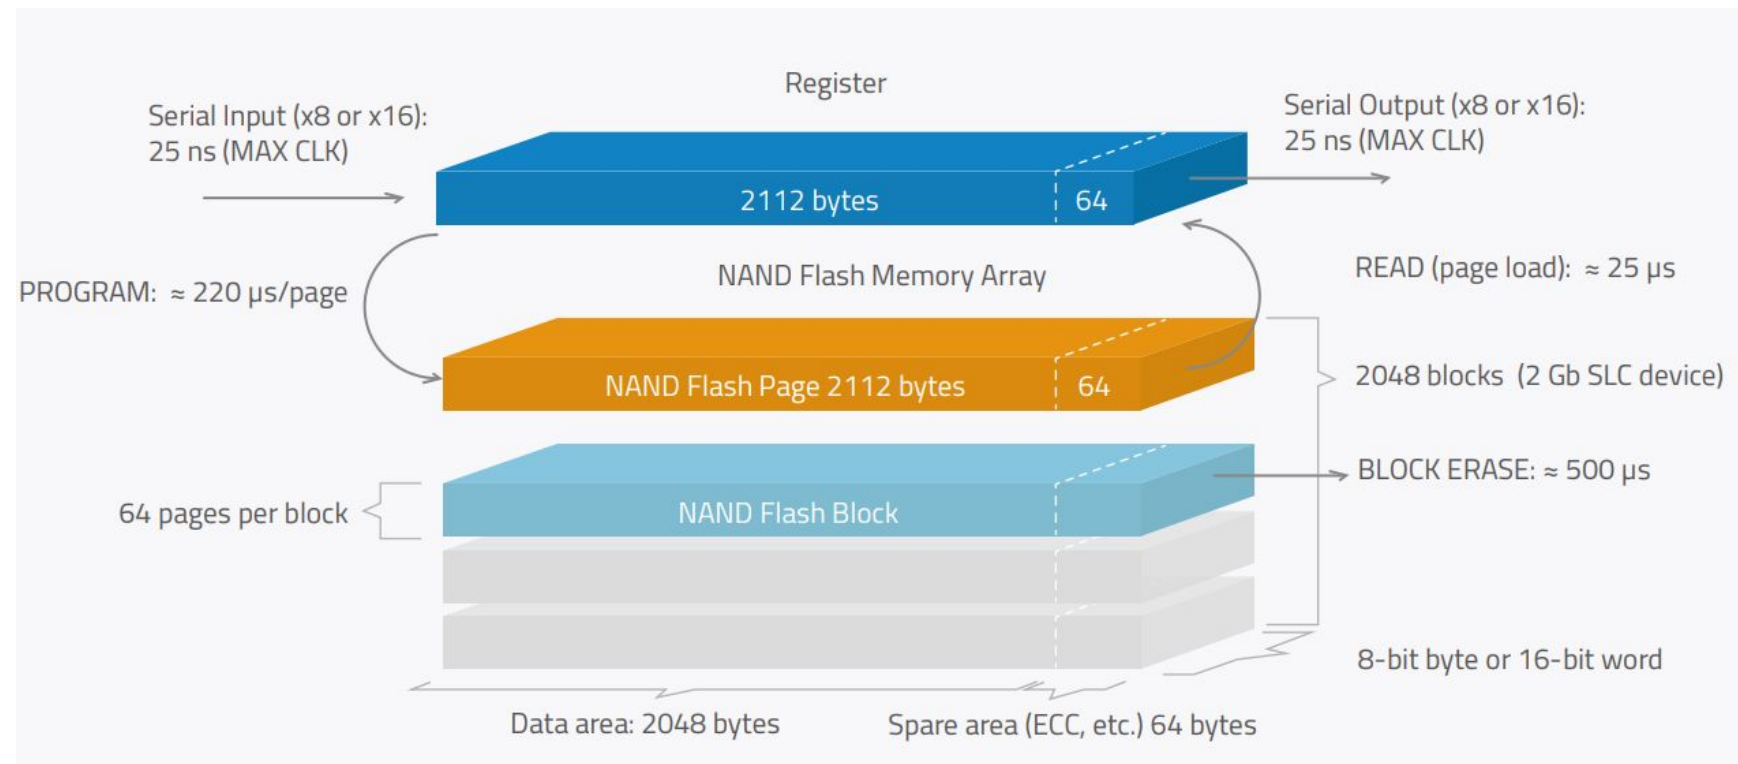 Register
Serial Input (x8 or x16):
25 ns (MAX CLK)
Serial Output (x8 or x16):
25 ns (MAX CLK)
2112 bytes
64
PROGRAM: ≈ 220 µs/page
NAND Flash Memory Array
READ (page load): ≈ 25 µs
NAND Flash Page 2112 bytes
64
2048 blocks (2 Gb SLC device)
BLOCK ERASE: ≈ 500 µs
64 pages per block
NAND Flash Block
8-bit byte or 16-bit word
Data area: 2048 bytes
Spare area (ECC, etc.) 64 bytes